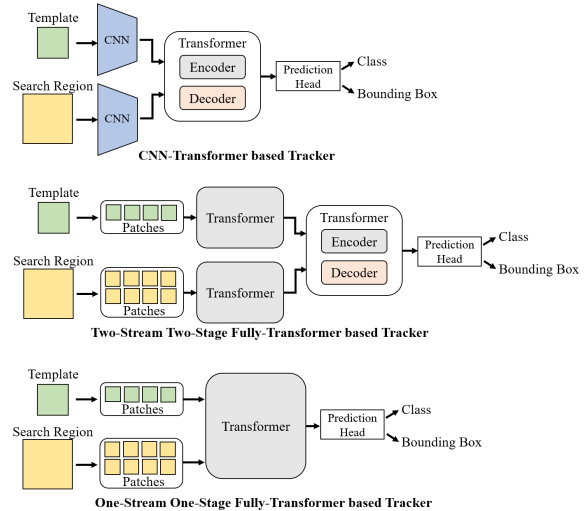 Template
CNN
Transformer
Encoder
Decoder
Search Region
CNN
Prediction
Head
Class
Bounding Box
CNN-Transformer based Tracker
Template
Patches
Transformer
Transformer
Encoder
Decoder
Search Region
Patches
Transformer
Prediction
Head
Class
Bounding Box
Two-Stream Two-Stage Fully-Transformer based Tracker
Template
Patches
Transformer
Search Region
Patches
Prediction
Head
Class
Bounding Box
One-Stream One-Stage Fully-Transformer based Tracker